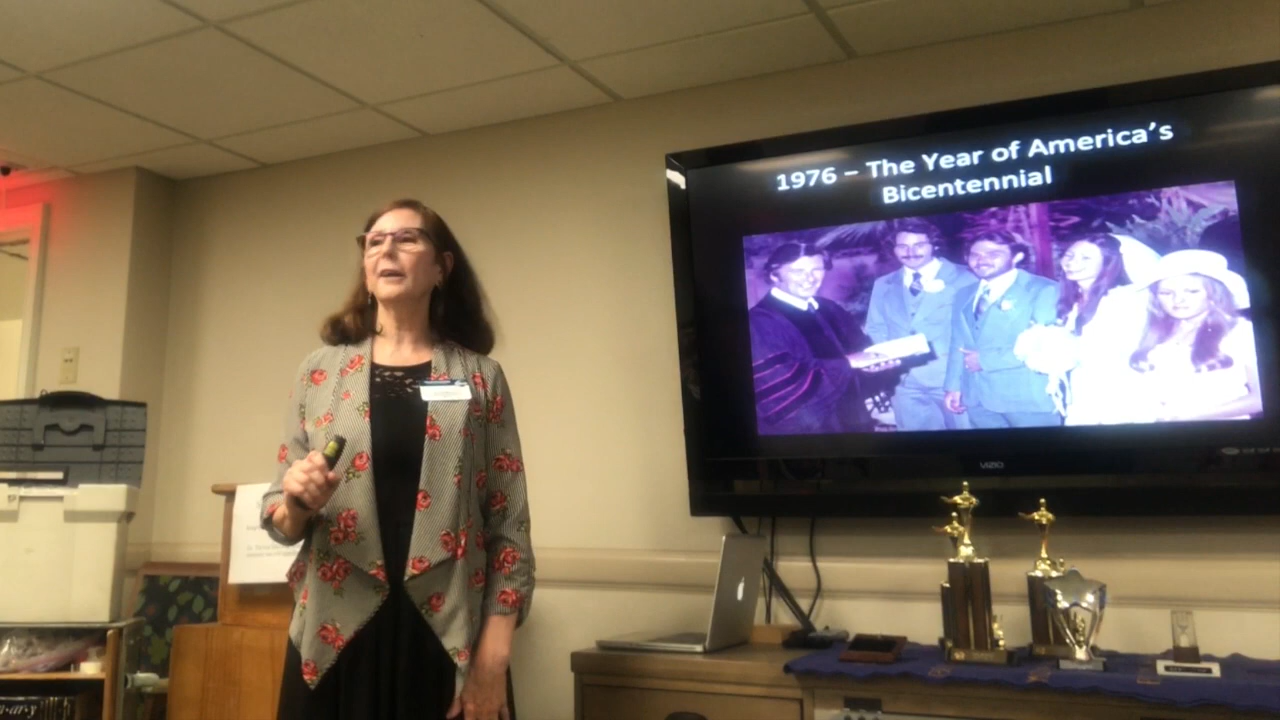 1976 – The Year of America's
Bicentennial
VIZIO